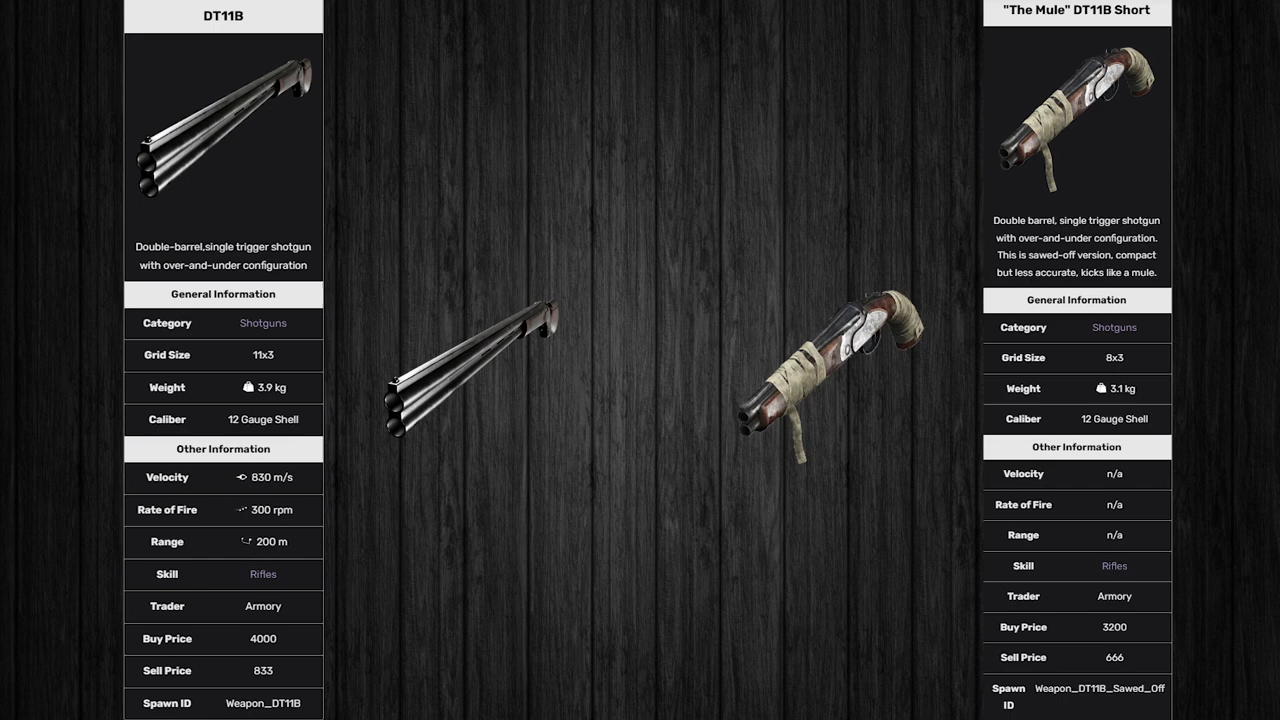 DT11B
Double-barrel,single trigger shotgun
with over-and-under configuration
General Information
Category Shotguns
Grid Size 11x3
Weight 3.9 kg
Caliber 12 Gauge Shell
Other Information
Velocity 830 m/s
Rate of Fire 300 rpm
Range 200 m
Skill Rifles
Trader Armory
Buy Price 4000
Sell Price 833
Spawn ID Weapon_DT11B
"The Mule" DT11B Short
Double barrel, single trigger shotgun
with over-and-under configuration.
This is sawed-off version, compact
but less accurate, kicks like a mule.
General Information
Category Shotguns
Grid Size 8x3
Weight 3.1 kg
Caliber 12 Gauge Shell
Other Information
Velocity n/a
Rate of Fire n/a
Range n/a
Skill Rifles
Trader Armory
Buy Price 3200
Sell Price 666
Spawn Weapon_DT11B_Sawed_Off
ID